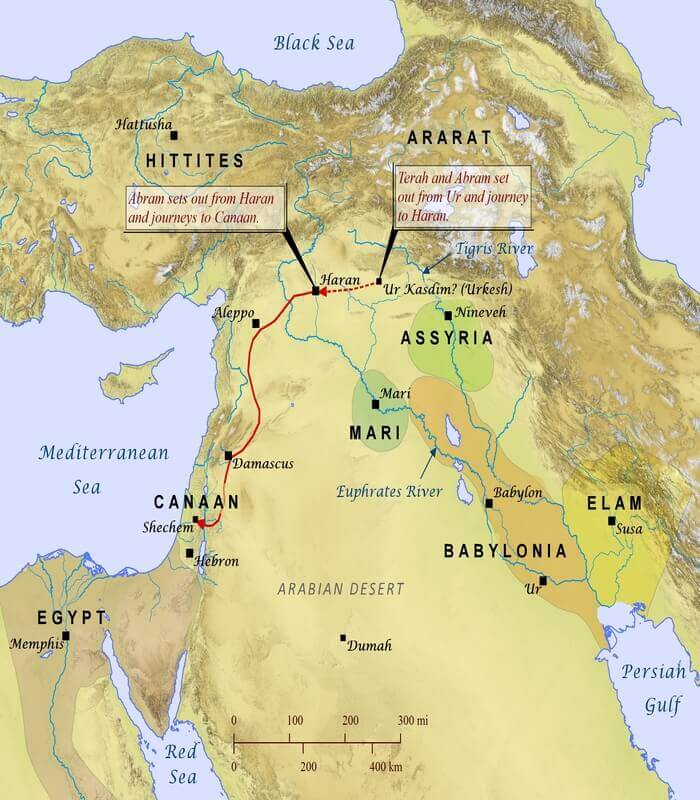 Black Sea
Hattusha
HITTITES
ARARAT
Abram sets out from Haran
and journeys to Canaan.
Terah and Abram set
out from Ur and journey
to Haran.
Tigris River
Haran
Ur Kasdim? (Urkesh)
Aleppo
Nineveh
ASSYRIA
Mari
MARI
Mediterranean
Sea
Damascus
Euphrates River
CANAAN
Babylon
ELAM
Shechem
Susa
BABYLONIA
Hebron
ARABIAN DESERT
Ur
EGYPT
Memphis
Dumah
Persian
Gulf
0 100 200 300 mi
Red
Sea
0 200 400 km